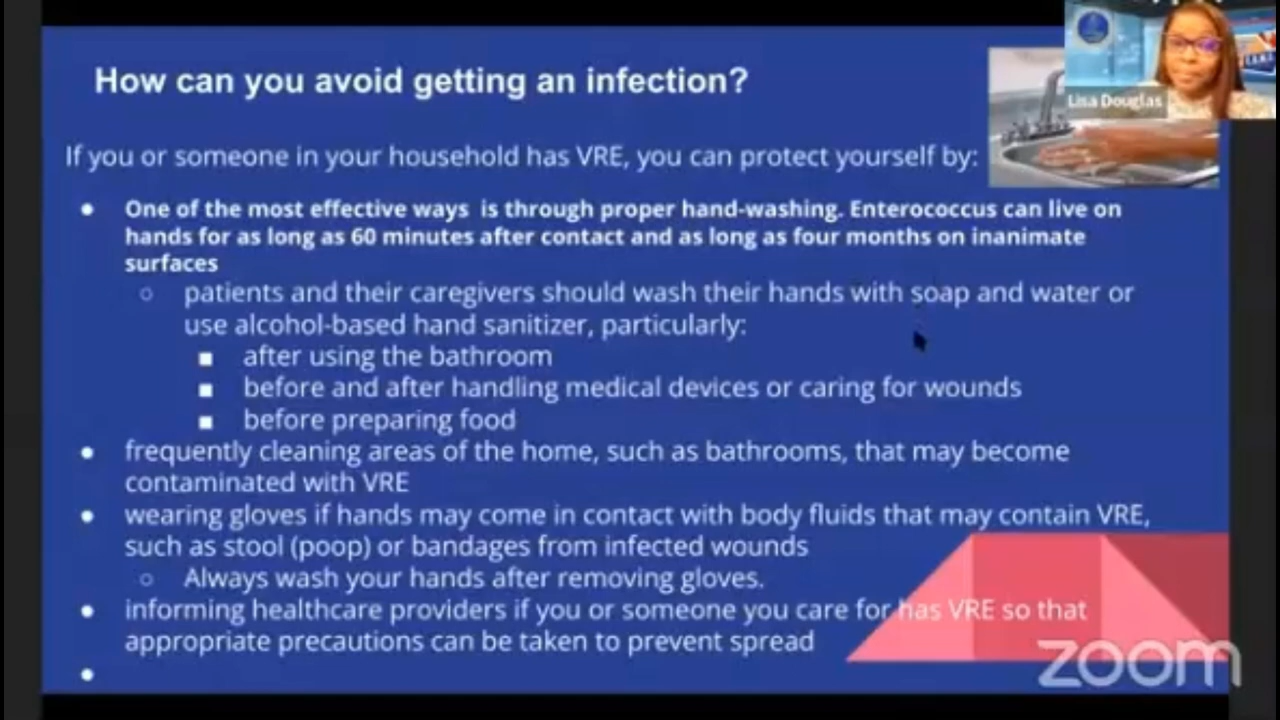 How can you avoid getting an infection?
Lisa Douglas
If you or someone in your household has VRE, you can protect yourself by:
● One of the most effective ways is through proper hand-washing. Enterococcus can live on
hands for as long as 60 minutes after contact and as long as four months on inanimate
surfaces
○ patients and their caregivers should wash their hands with soap and water or
use alcohol-based hand sanitizer, particularly:
■ after using the bathroom
■ before and after handling medical devices or caring for wounds
■ before preparing food
● frequently cleaning areas of the home, such as bathrooms, that may become
contaminated with VRE
● wearing gloves if hands may come in contact with body fluids that may contain VRE,
such as stool (poop) or bandages from infected wounds
○ Always wash your hands after removing gloves.
● informing healthcare providers if you or someone you care for has VRE so that
appropriate precautions can be taken to prevent spread
●
zoom